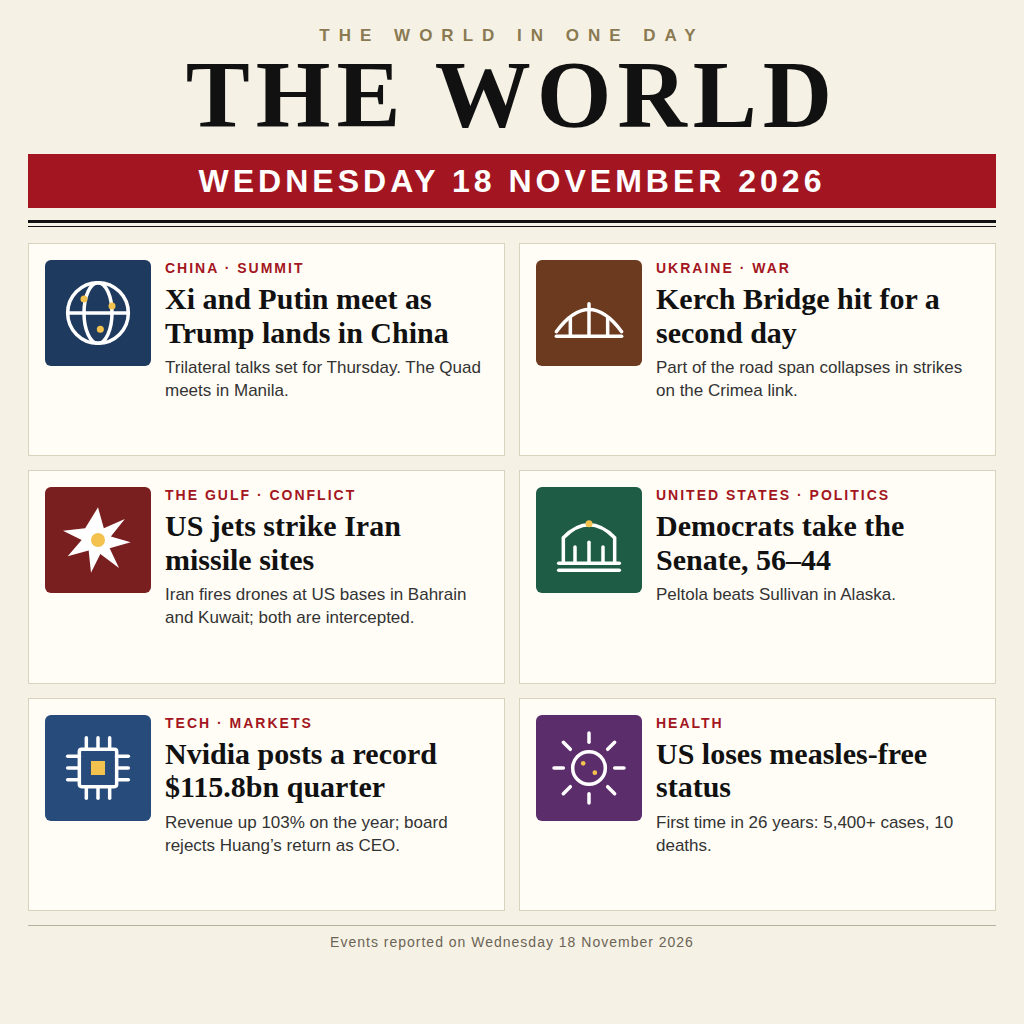 THE WORLD IN ONE DAY
THE WORLD
WEDNESDAY 18 NOVEMBER 2026
CHINA · SUMMIT
Xi and Putin meet as
Trump lands in China
Trilateral talks set for Thursday. The Quad
meets in Manila.
UKRAINE · WAR
Kerch Bridge hit for a
second day
Part of the road span collapses in strikes
on the Crimea link.
THE GULF · CONFLICT
US jets strike Iran
missile sites
Iran fires drones at US bases in Bahrain
and Kuwait; both are intercepted.
UNITED STATES · POLITICS
Democrats take the
Senate, 56–44
Peltola beats Sullivan in Alaska.
TECH · MARKETS
Nvidia posts a record
$115.8bn quarter
Revenue up 103% on the year; board
rejects Huang’s return as CEO.
HEALTH
US loses measles-free
status
First time in 26 years: 5,400+ cases, 10
deaths.
Events reported on Wednesday 18 November 2026